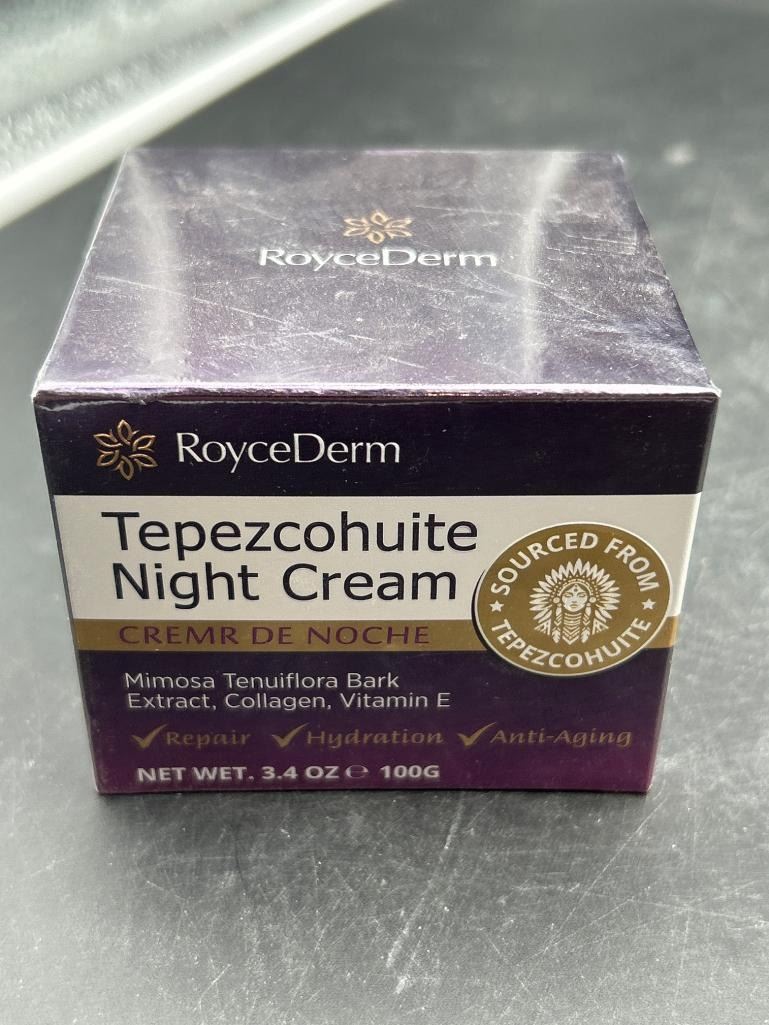 RoyceDerm
RoyceDerm
Tepezcohuite
Night Cream
CREMR DE NOCHE
SOURCED FROM
TEPEZCOHUITE
Mimosa Tenuiflora Bark
Extract, Collagen, Vitamin E
✓Repair ✓Hydration ✓Anti-Aging
NET WET. 3.4 OZ ℮ 100G